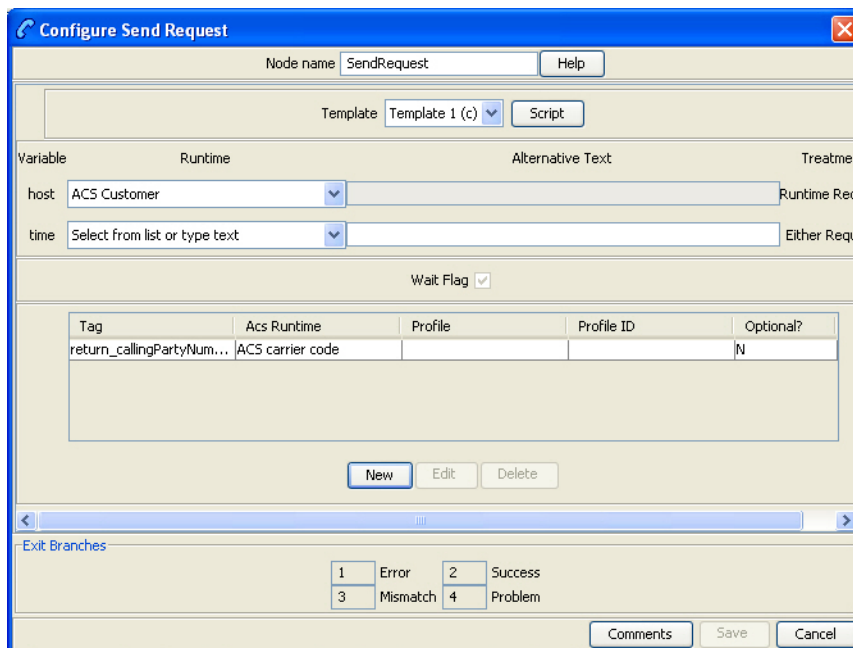 Configure Send Request
Node name SendRequest Help
Template Template 1 (c) Script
Variable Runtime Alternative Text Treatme
host ACS Customer Runtime Rec
time Select from list or type text Either Requ
Wait Flag
Tag Acs Runtime Profile Profile ID Optional?
return_callingPartyNum... ACS carrier code N
New Edit Delete
Exit Branches
1 Error 2 Success
3 Mismatch 4 Problem
Comments Save Cancel